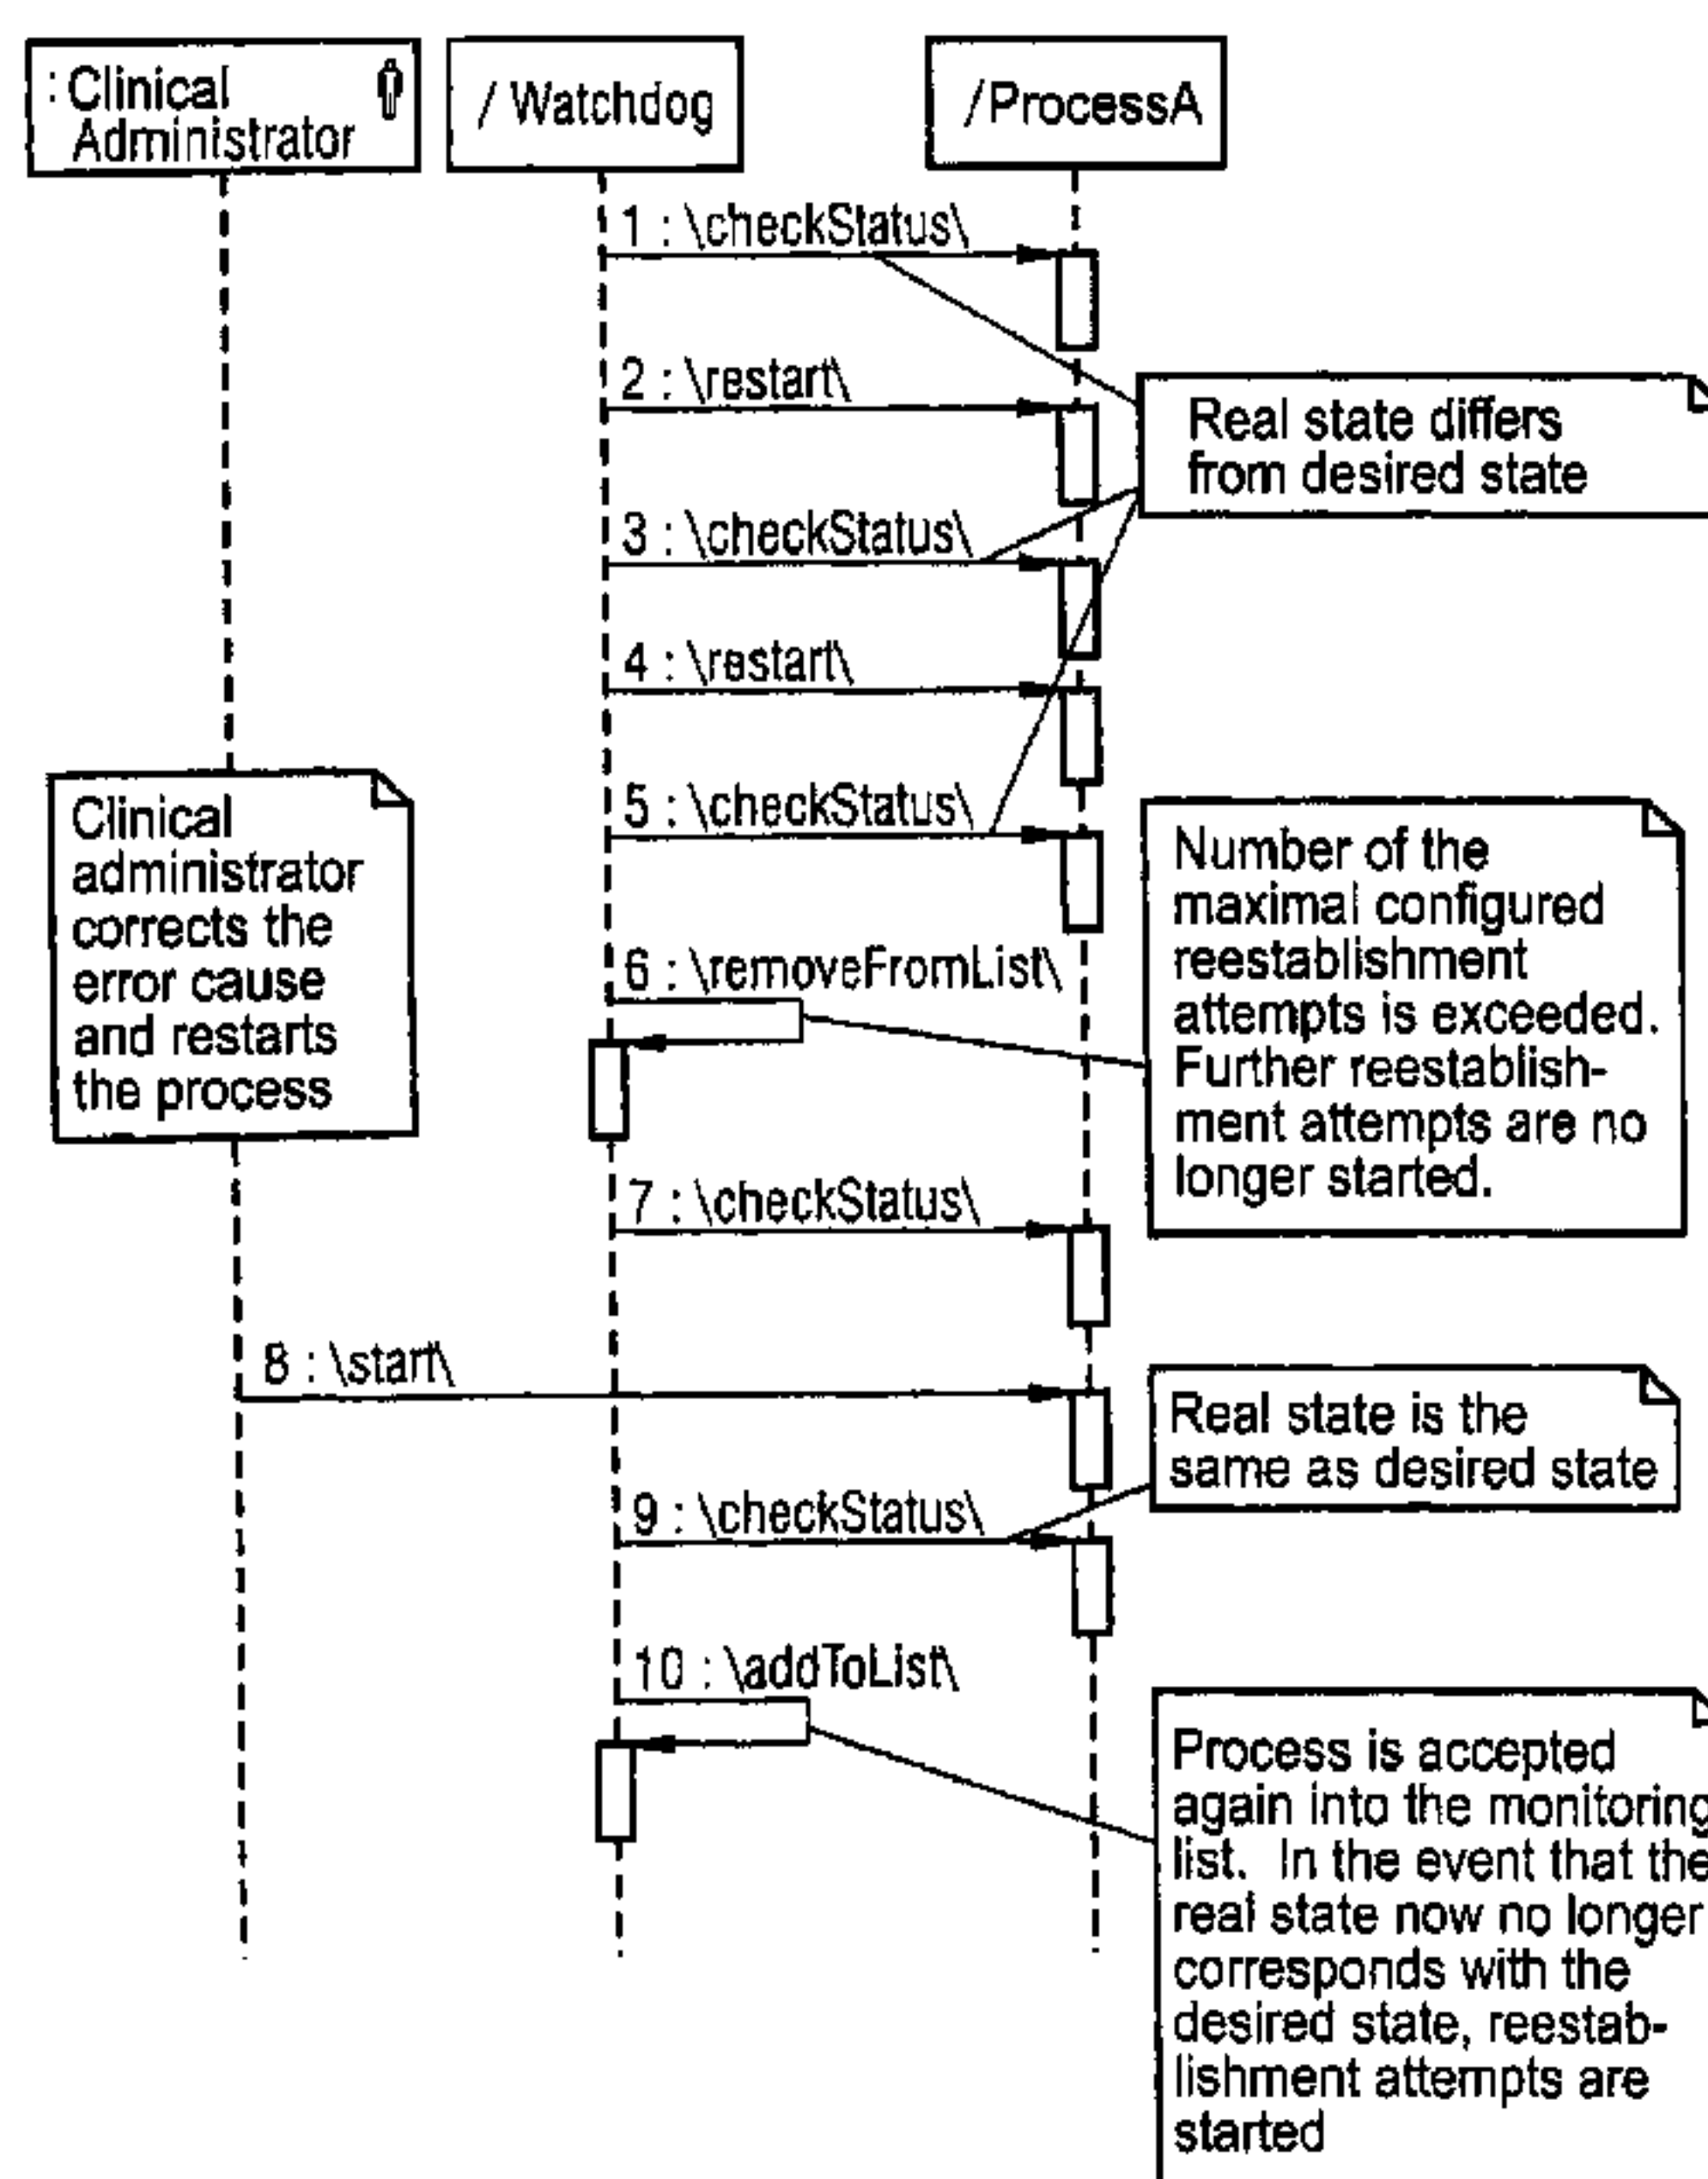 : Clinical
Administrator
/ Watchdog
/ProcessA
1 : \checkStatus\
2 : \restart\
Real state differs
from desired state
3 : \checkStatus\
4 : \restart\
5 : \checkStatus\
Clinical
administrator
corrects the
error cause
and restarts
the process
Number of the
maximal configured
reestablishment
attempts is exceeded.
Further reestablish-
ment attempts are no
longer started.
6 : \removeFromList\
7 : \checkStatus\
8 : \start\
Real state is the
same as desired state
9 : \checkStatus\
10 : \addToList\
Process is accepted
again into the monitoring
list. In the event that the
real state now no longer
corresponds with the
desired state, reestab-
lishment attempts are
started